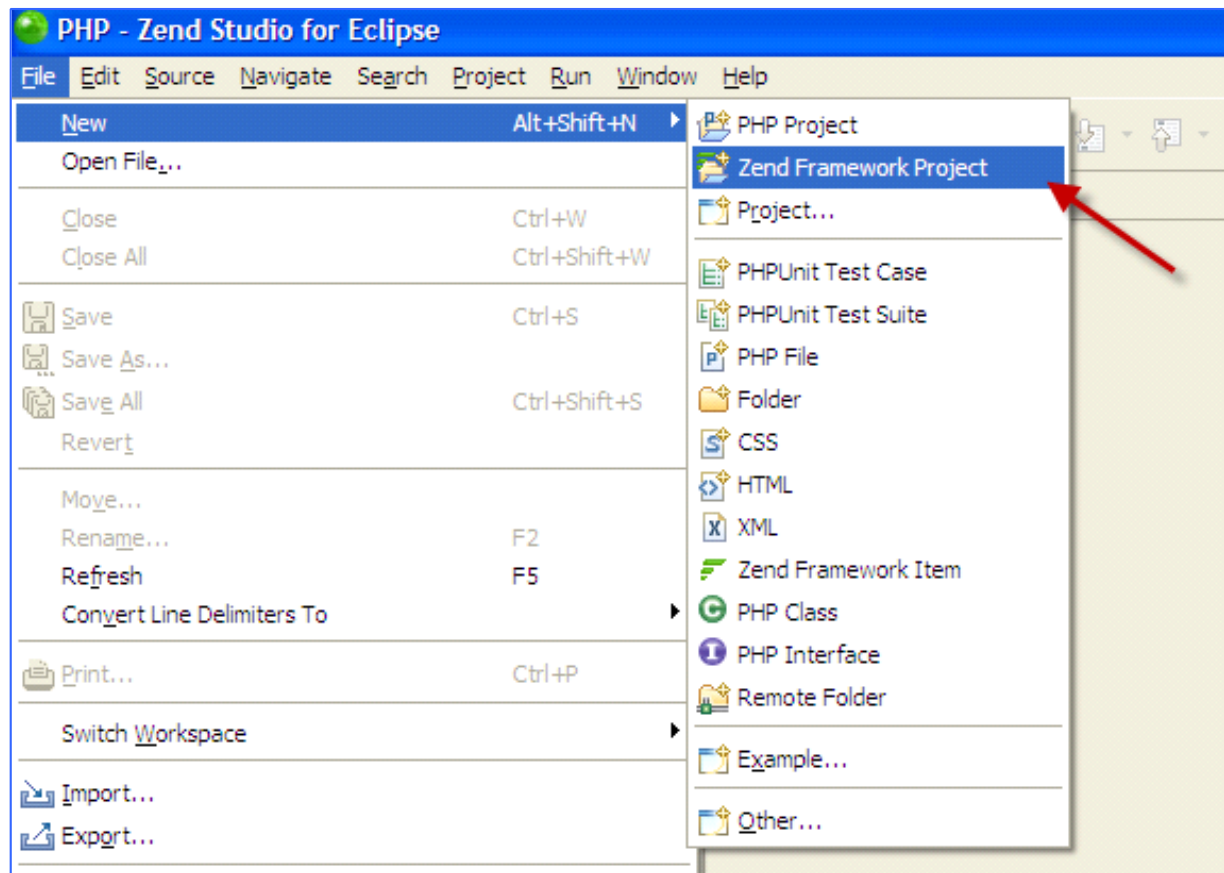 PHP - Zend Studio for Eclipse
File Edit Source Navigate Search Project Run Window Help
New Alt+Shift+N
Open File...
Close Ctrl+W
Close All Ctrl+Shift+W
Save Ctrl+S
Save As...
Save All Ctrl+Shift+S
Revert
Move...
Rename... F2
Refresh F5
Convert Line Delimiters To
Print... Ctrl+P
Switch Workspace
Import...
Export...
PHP Project
Zend Framework Project
Project...
PHPUnit Test Case
PHPUnit Test Suite
PHP File
Folder
CSS
HTML
XML
Zend Framework Item
PHP Class
PHP Interface
Remote Folder
Example...
Other...